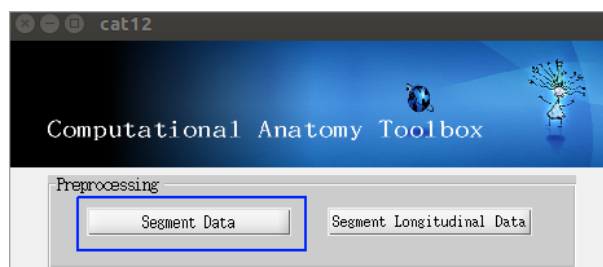 cat12
Computational Anatomy Toolbox
Preprocessing
Segment Data Segment Longitudinal Data